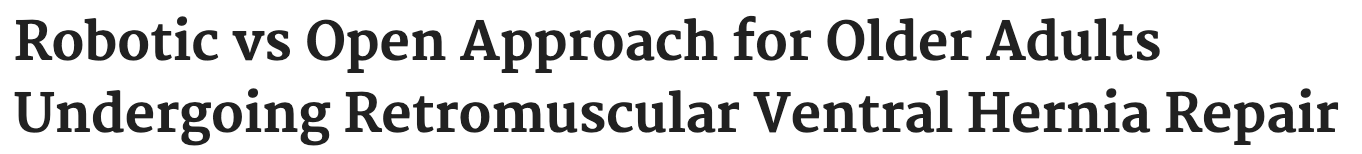 Robotic vs Open Approach for Older Adults
Undergoing Retromuscular Ventral Hernia Repair